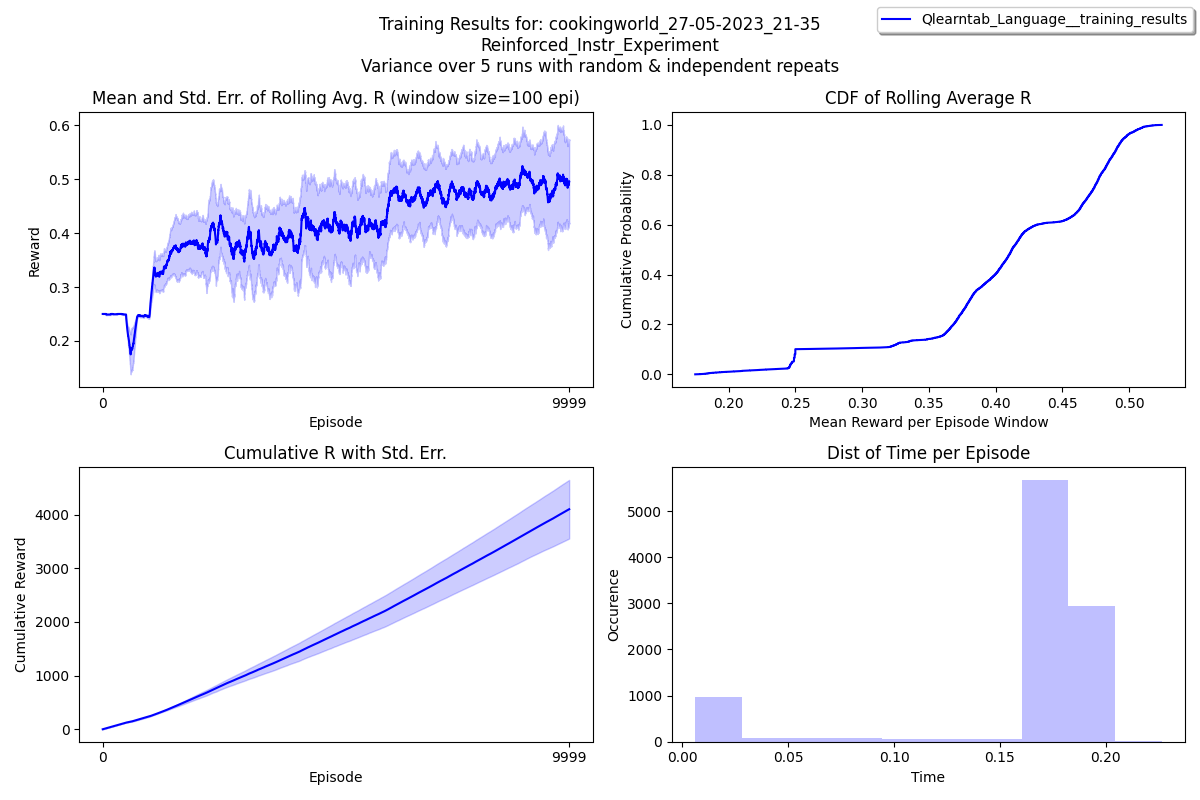 Training Results for: cookingworld_27-05-2023_21-35
Reinforced_Instr_Experiment
Variance over 5 runs with random & independent repeats
Qlearntab_Language__training_results
Mean and Std. Err. of Rolling Avg. R (window size=100 epi)
Reward
0.6
0.5
0.4
0.3
0.2
0
9999
Episode
CDF of Rolling Average R
Cumulative Probability
1.0
0.8
0.6
0.4
0.2
0.0
0.20
0.25
0.30
0.35
0.40
0.45
0.50
Mean Reward per Episode Window
Cumulative R with Std. Err.
Cumulative Reward
4000
3000
2000
1000
0
0
9999
Episode
Dist of Time per Episode
Occurence
5000
4000
3000
2000
1000
0
0.00
0.05
0.10
0.15
0.20
Time